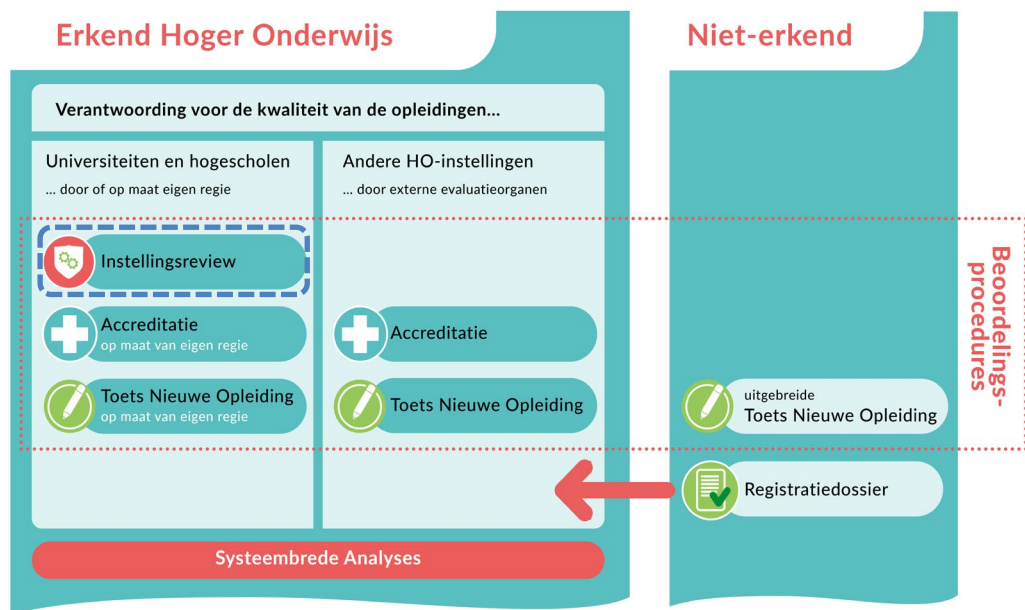 Erkend Hoger Onderwijs
Niet-erkend
Verantwoording voor de kwaliteit van de opleidingen...
Universiteiten en hogescholen
... door of op maat eigen regie
Andere HO-instellingen
... door externe evaluatieorganen
Instellingsreview
Accreditatie
op maat van eigen regie
Accreditatie
Toets Nieuwe Opleiding
op maat van eigen regie
Toets Nieuwe Opleiding
uitgebreide
Toets Nieuwe Opleiding
Beoordelings-
procedures
Registratiedossier
Systeembrede Analyses